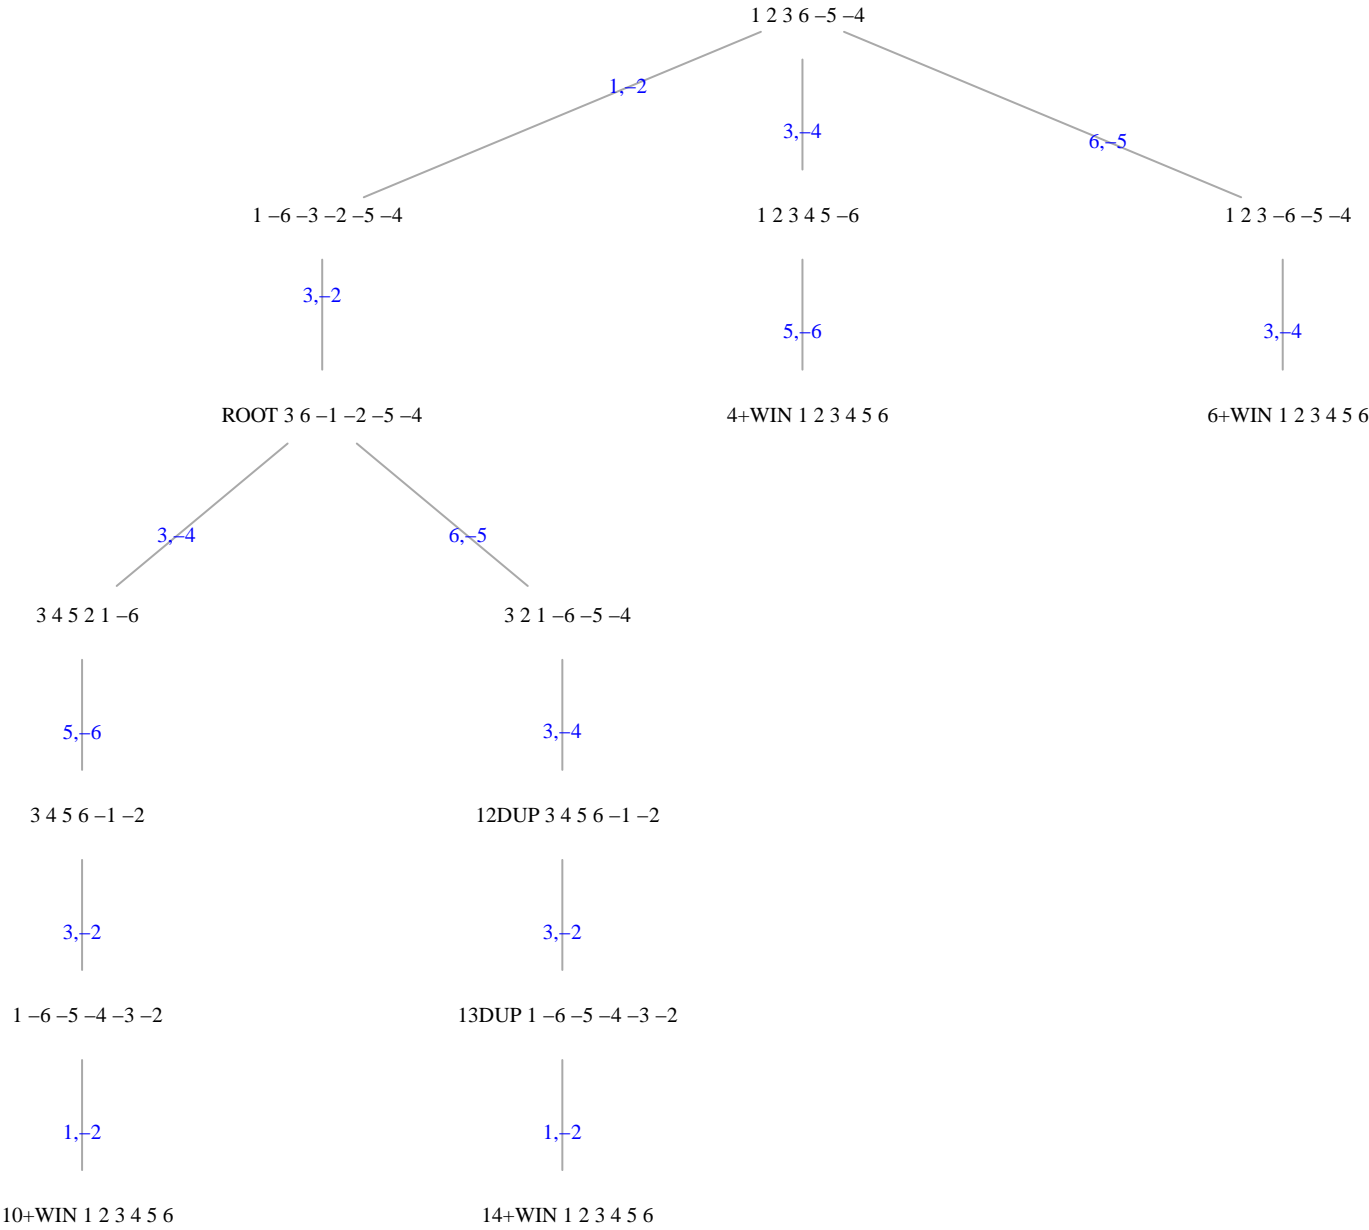 1 2 3 6 –5 –4
1,–2
3,–4
6,–5
1 –6 –3 –2 –5 –4
1 2 3 4 5 –6
1 2 3 –6 –5 –4
3,–2
5,–6
3,–4
ROOT 3 6 –1 –2 –5 –4
4+WIN 1 2 3 4 5 6
6+WIN 1 2 3 4 5 6
3,–4
6,–5
3 4 5 2 1 –6
3 2 1 –6 –5 –4
5,–6
3,–4
3 4 5 6 –1 –2
12DUP 3 4 5 6 –1 –2
3,–2
3,–2
1 –6 –5 –4 –3 –2
13DUP 1 –6 –5 –4 –3 –2
1,–2
1,–2
10+WIN 1 2 3 4 5 6
14+WIN 1 2 3 4 5 6